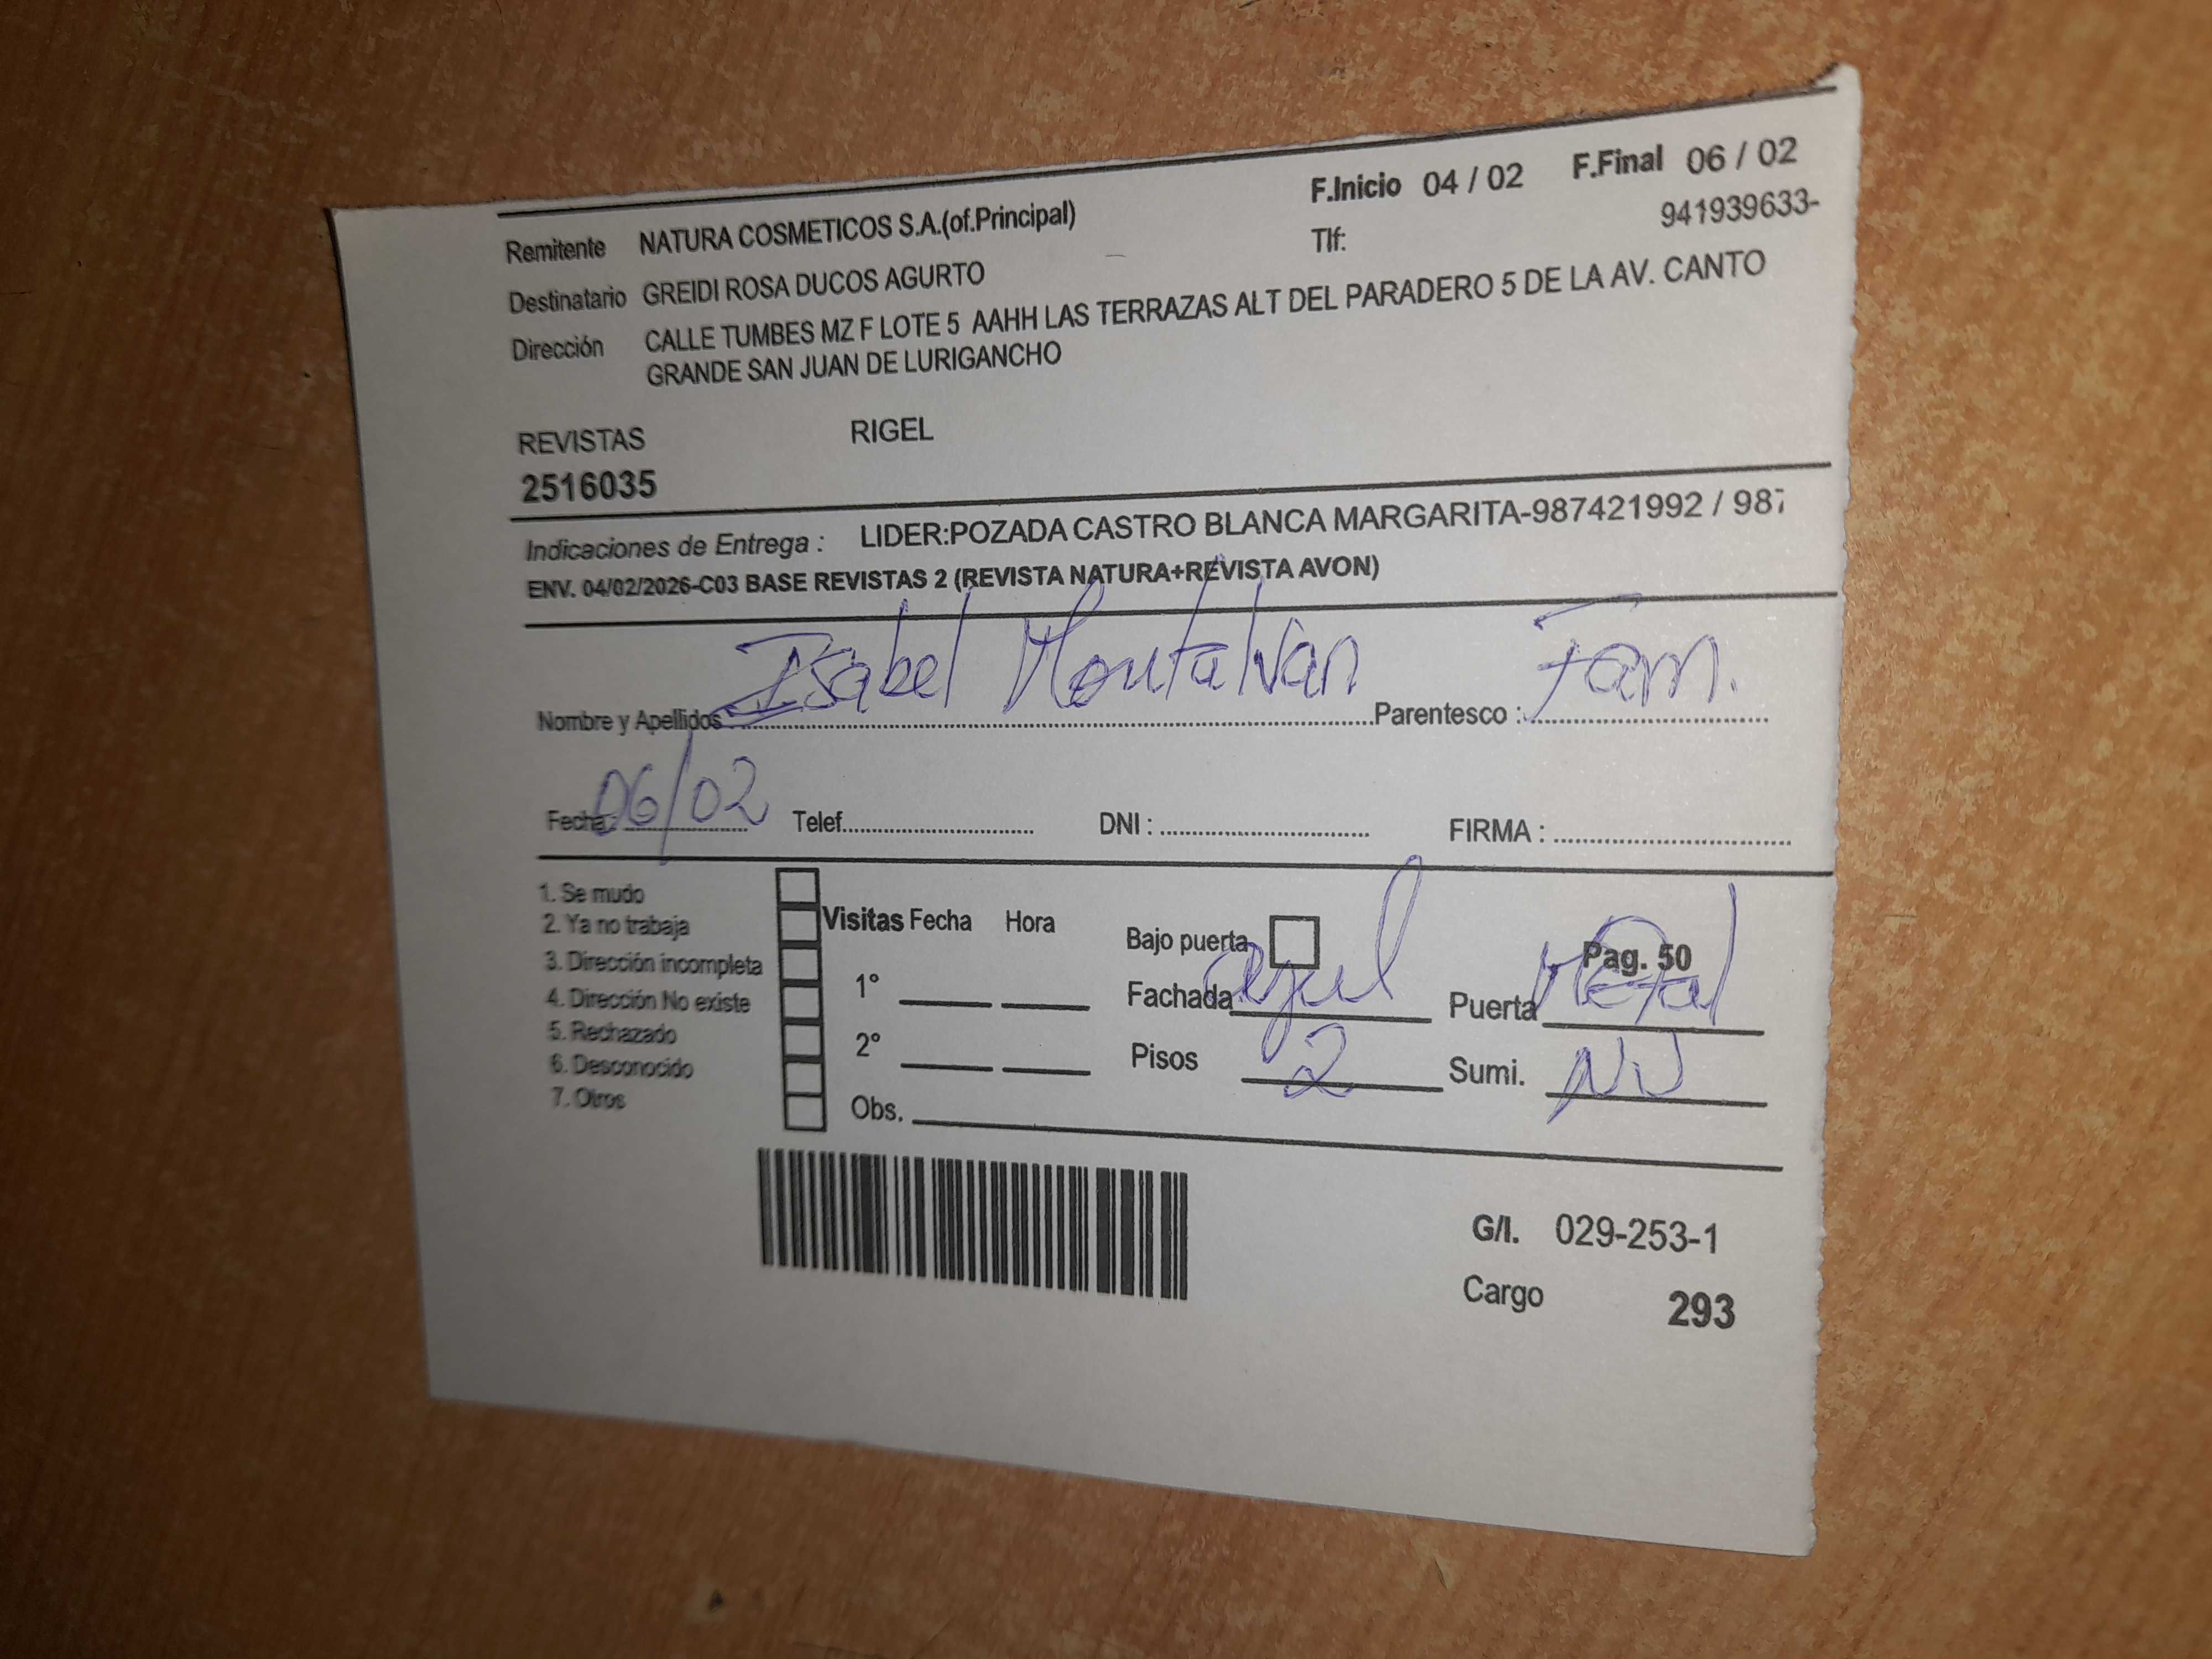 F.Inicio 04 / 02 F.Final 06 / 02
Remitente NATURA COSMETICOS S.A.(of.Principal) Tlf: 941939633-
Destinatario GREIDI ROSA DUCOS AGURTO
Dirección CALLE TUMBES MZ F LOTE 5 AAHH LAS TERRAZAS ALT DEL PARADERO 5 DE LA AV. CANTO
GRANDE SAN JUAN DE LURIGANCHO
REVISTAS RIGEL
2516035
Indicaciones de Entrega : LIDER:POZADA CASTRO BLANCA MARGARITA-987421992 / 987
ENV. 04/02/2026-C03 BASE REVISTAS 2 (REVISTA NATURA+REVISTA AVON)
Nombre y Apellidos Isabel Montalvan Parentesco : Fam.
Fecha : 06/02 Telef. DNI : FIRMA :
1. Se mudo
2. Ya no trabaja
3. Dirección incompleta
4. Dirección No existe
5. Rechazado
6. Desconocido
7. Otros
Visitas Fecha Hora
1°
2°
Obs.
Bajo puerta Pag. 50
Fachada azul Puerta Metal
Pisos 2 Sumi.
G/I. 029-253-1
Cargo 293